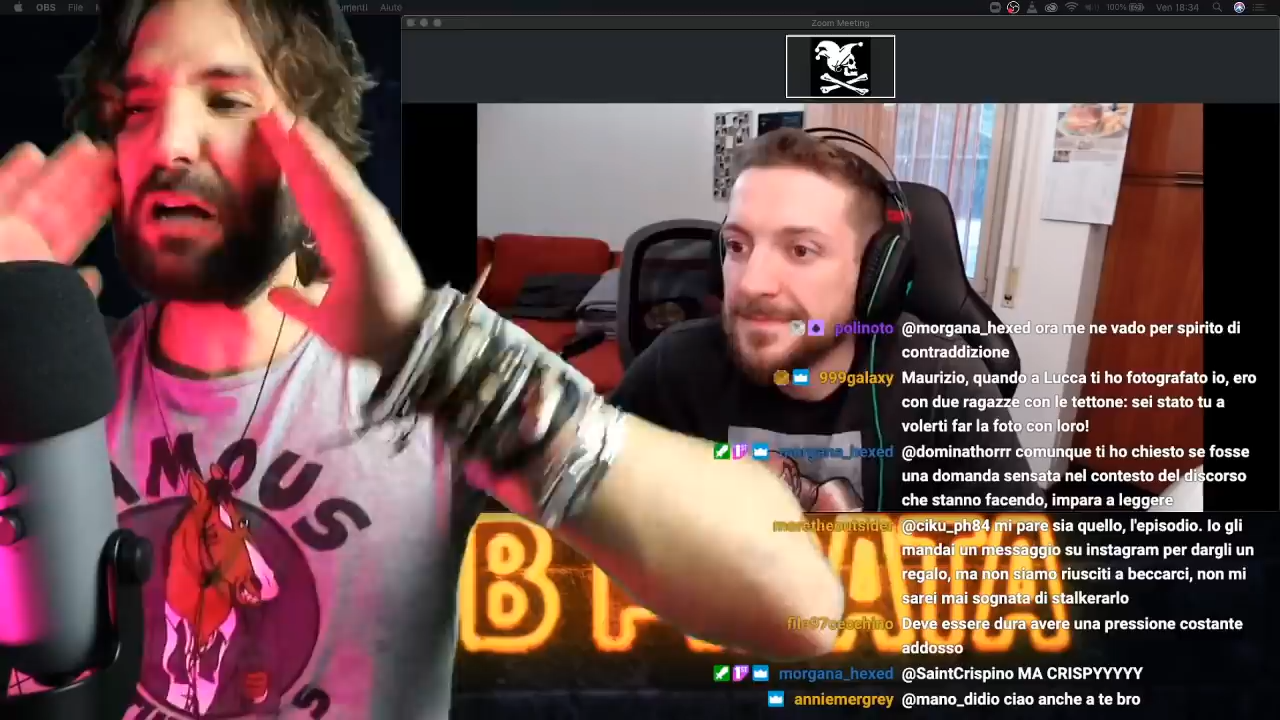 OBS File Aiuto 100% Ven 18:34
Zoom Meeting
polinoto @morgana_hexed ora me ne vado per spirito di
contraddizione
999galaxy Maurizio, quando a Lucca ti ho fotografato io, ero
con due ragazze con le tettone: sei stato tu a
volerti far la foto con loro!
morgana_hexed @dominathorrr comunque ti ho chiesto se fosse
una domanda sensata nel contesto del discorso
che stanno facendo, impara a leggere
maretheoutsider @ciku_ph84 mi pare sia quello, l'episodio. Io gli
mandai un messaggio su instagram per dargli un
regalo, ma non siamo riusciti a beccarci, non mi
sarei mai sognata di stalkerarlo
Deve essere dura avere una pressione costante
addosso
morgana_hexed @SaintCrispino MA CRISPYYYYY
anniemergrey @mano_didio ciao anche a te bro